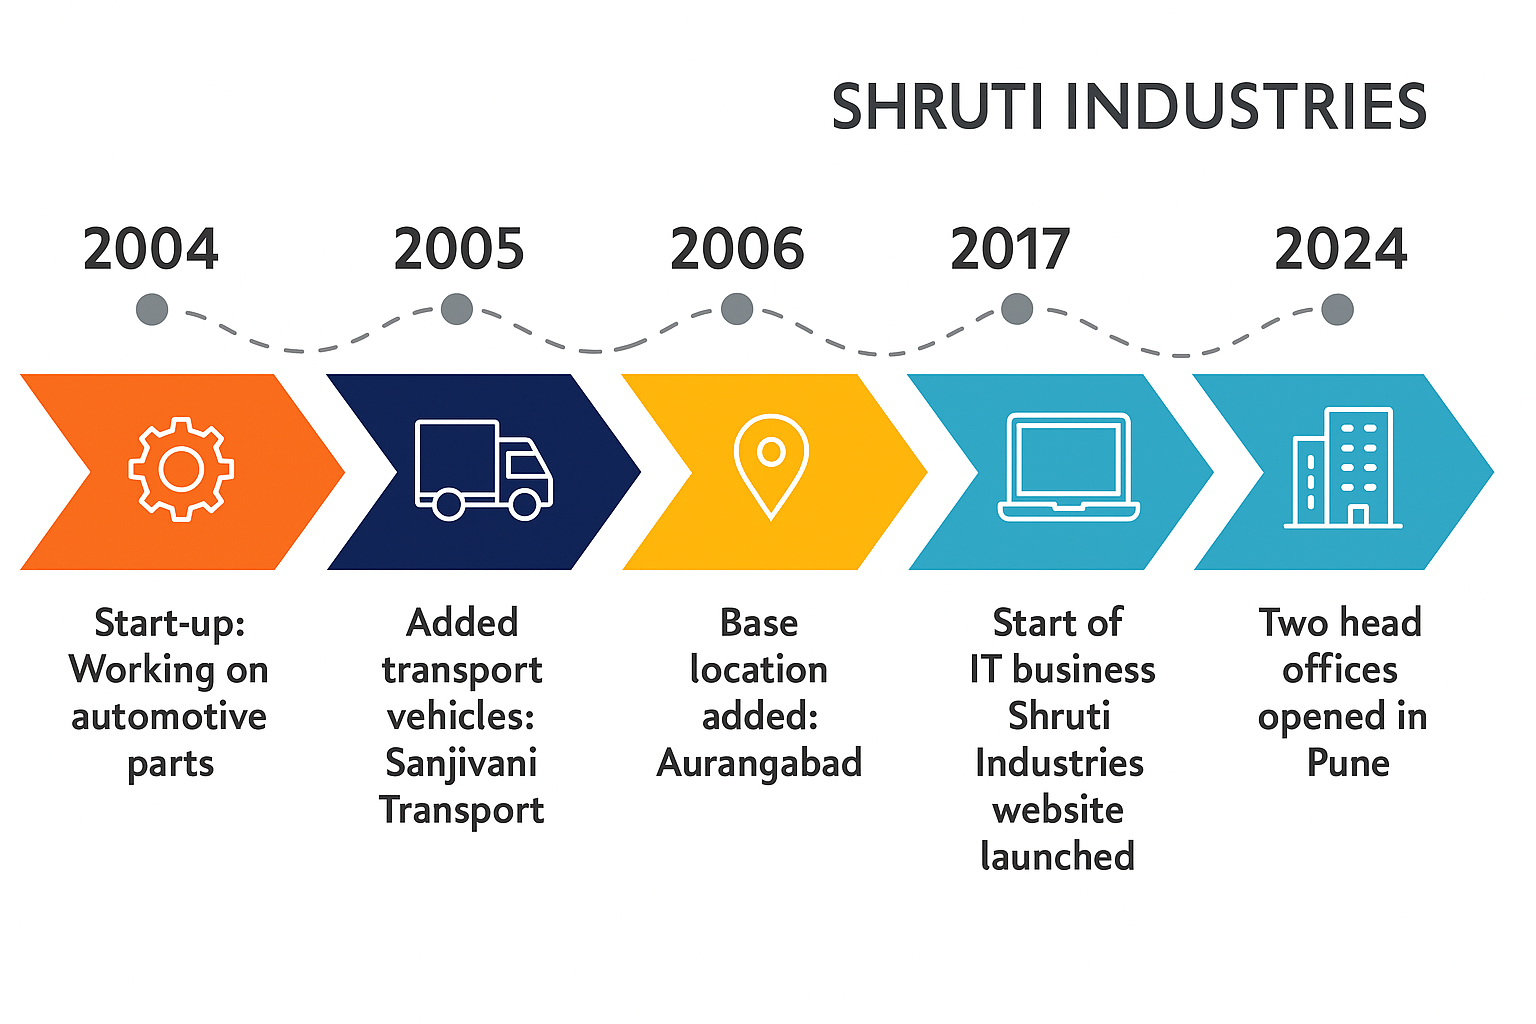 SHRUTI INDUSTRIES
2004
2005
2006
2017
2024
Start-up:
Working on
automotive
parts
Added
transport
vehicles:
Sanjivani
Transport
Base
location
added:
Aurangabad
Start of
IT business
Shruti
Industries
website
launched
Two head
offices
opened in
Pune